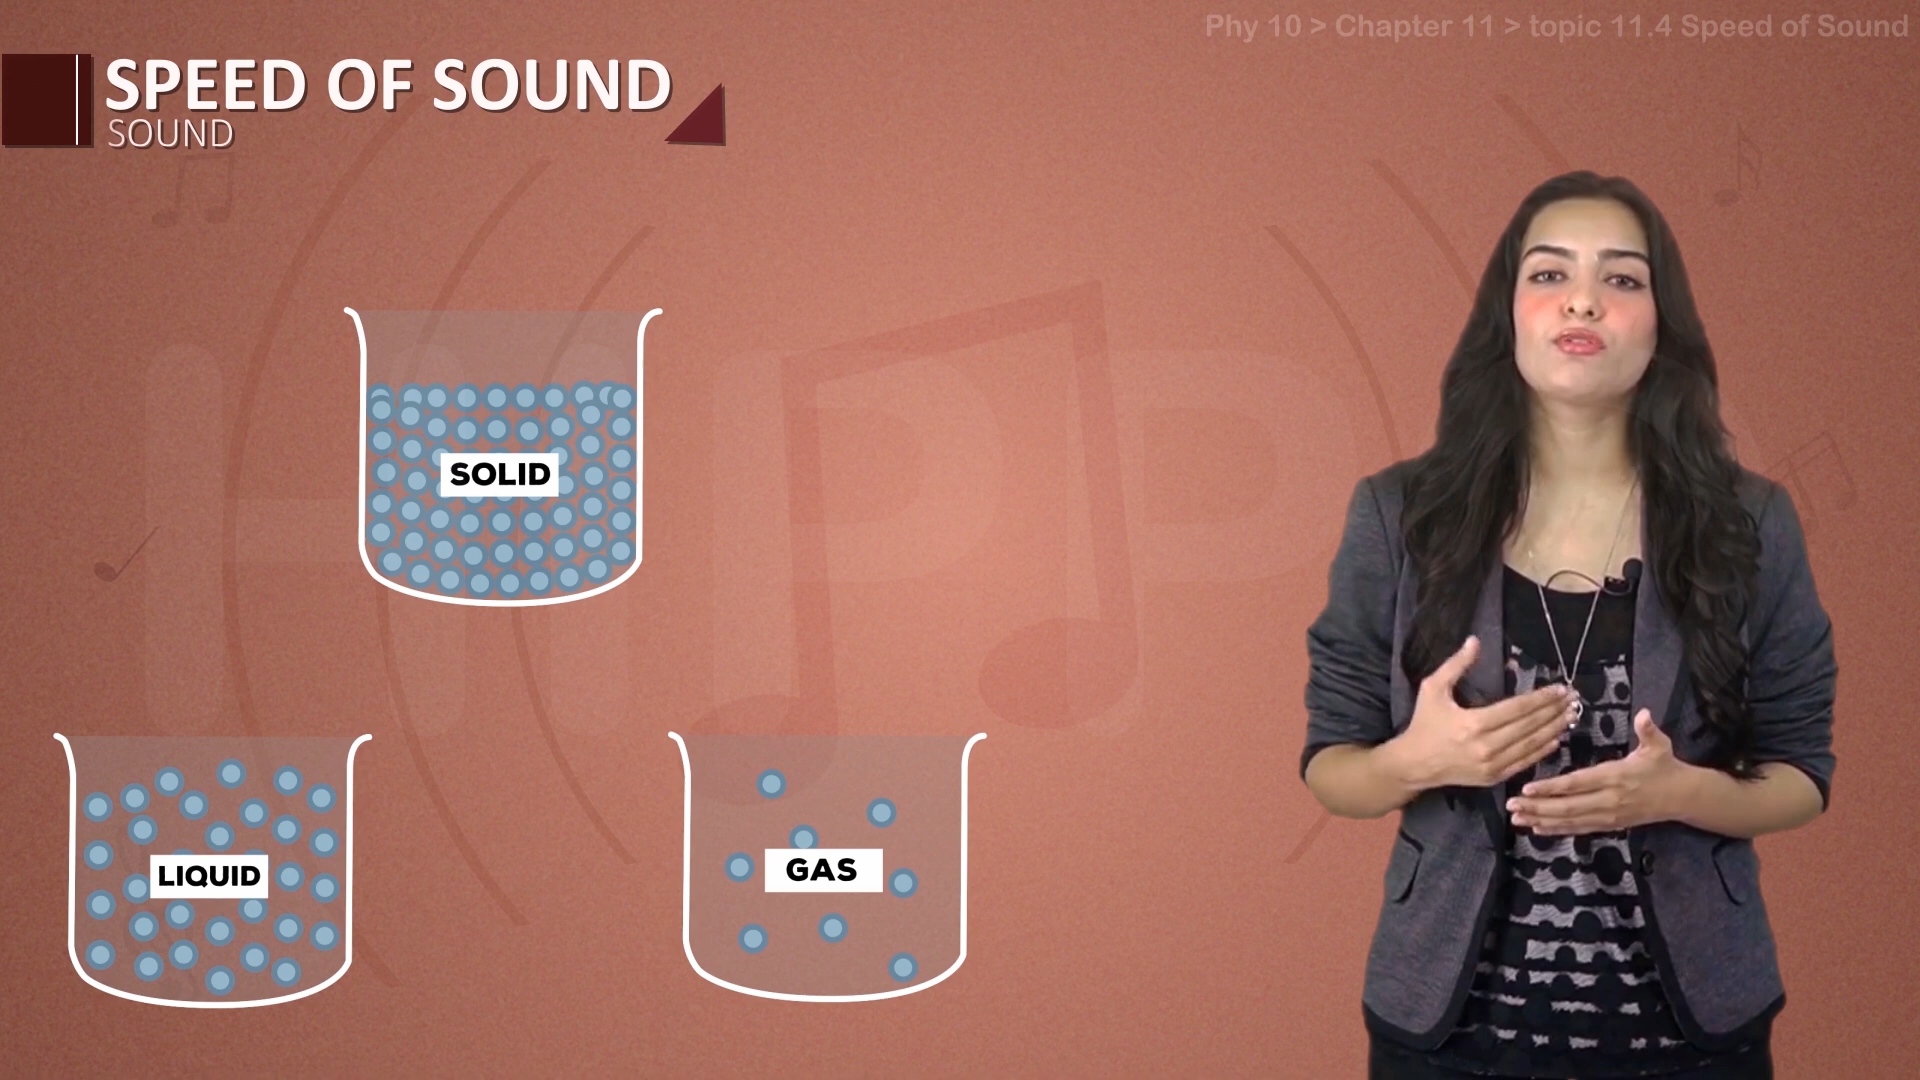 Phy 10 > Chapter 11 > topic 11.4 Speed of Sound
SPEED OF SOUND
SOUND
SOLID
LIQUID
GAS